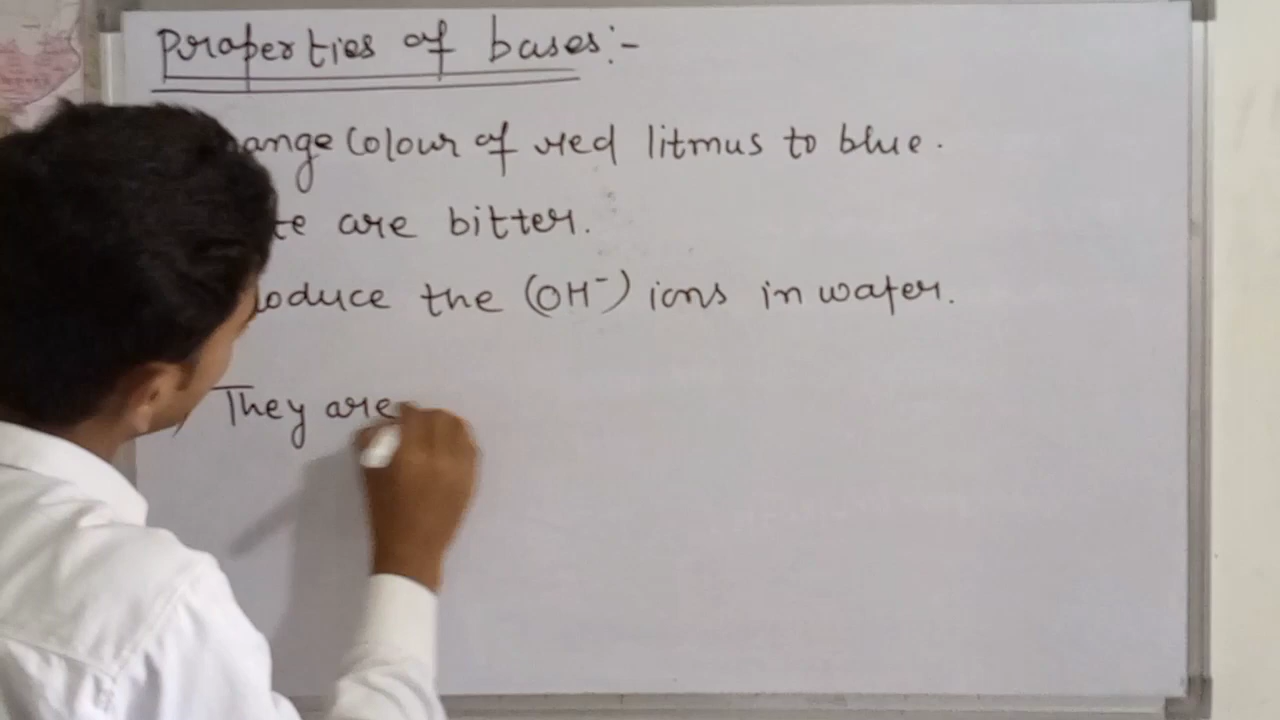 Properties of bases:-
ange Colour of red litmus to blue.
te are bitter.
oduce the (OH⁻) ions in water.
They are